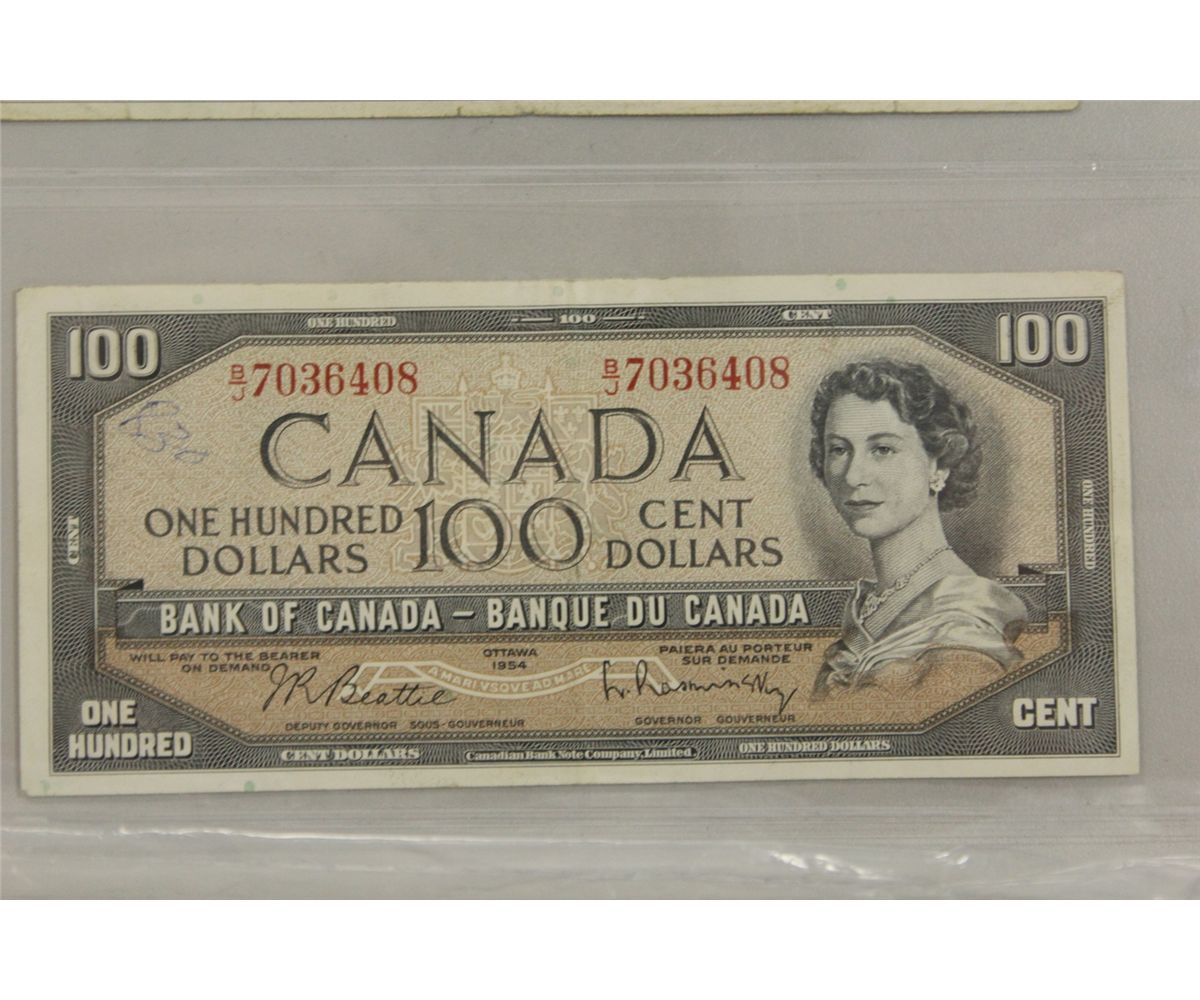 ONE HUNDRED 100 CENT
100 100
B/J 7036408 B/J 7036408
CANADA
ONE HUNDRED DOLLARS 100 CENT DOLLARS
CENT
ONE HUNDRED
BANK OF CANADA – BANQUE DU CANADA
WILL PAY TO THE BEARER ON DEMAND
OTTAWA 1954
PAIERA AU PORTEUR SUR DEMANDE
A MARI VSQVE AD MARE
J R Beattie
L. Rasminsky
DEPUTY GOVERNOR SOUS-GOUVERNEUR
GOVERNOR GOUVERNEUR
ONE HUNDRED
CENT
CENT DOLLARS Canadian Bank Note Company, Limited. ONE HUNDRED DOLLARS